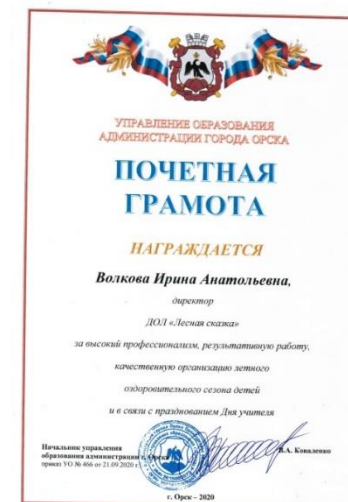 УПРАВЛЕНИЕ ОБРАЗОВАНИЯ
АДМИНИСТРАЦИИ ГОРОДА ОРСКА
ПОЧЕТНАЯ
ГРАМОТА
НАГРАЖДАЕТСЯ
Волкова Ирина Анатольевна,
директор
ДОЛ «Лесная сказка»
за высокий профессионализм, результативную работу,
качественную организацию летнего
оздоровительного сезона детей
и в связи с празднованием Дня учителя
Начальник управления
образования администрации г. Орска
приказ УО № 466 от 21.09.2020 г.
В.А. Коваленко
г. Орск – 2020